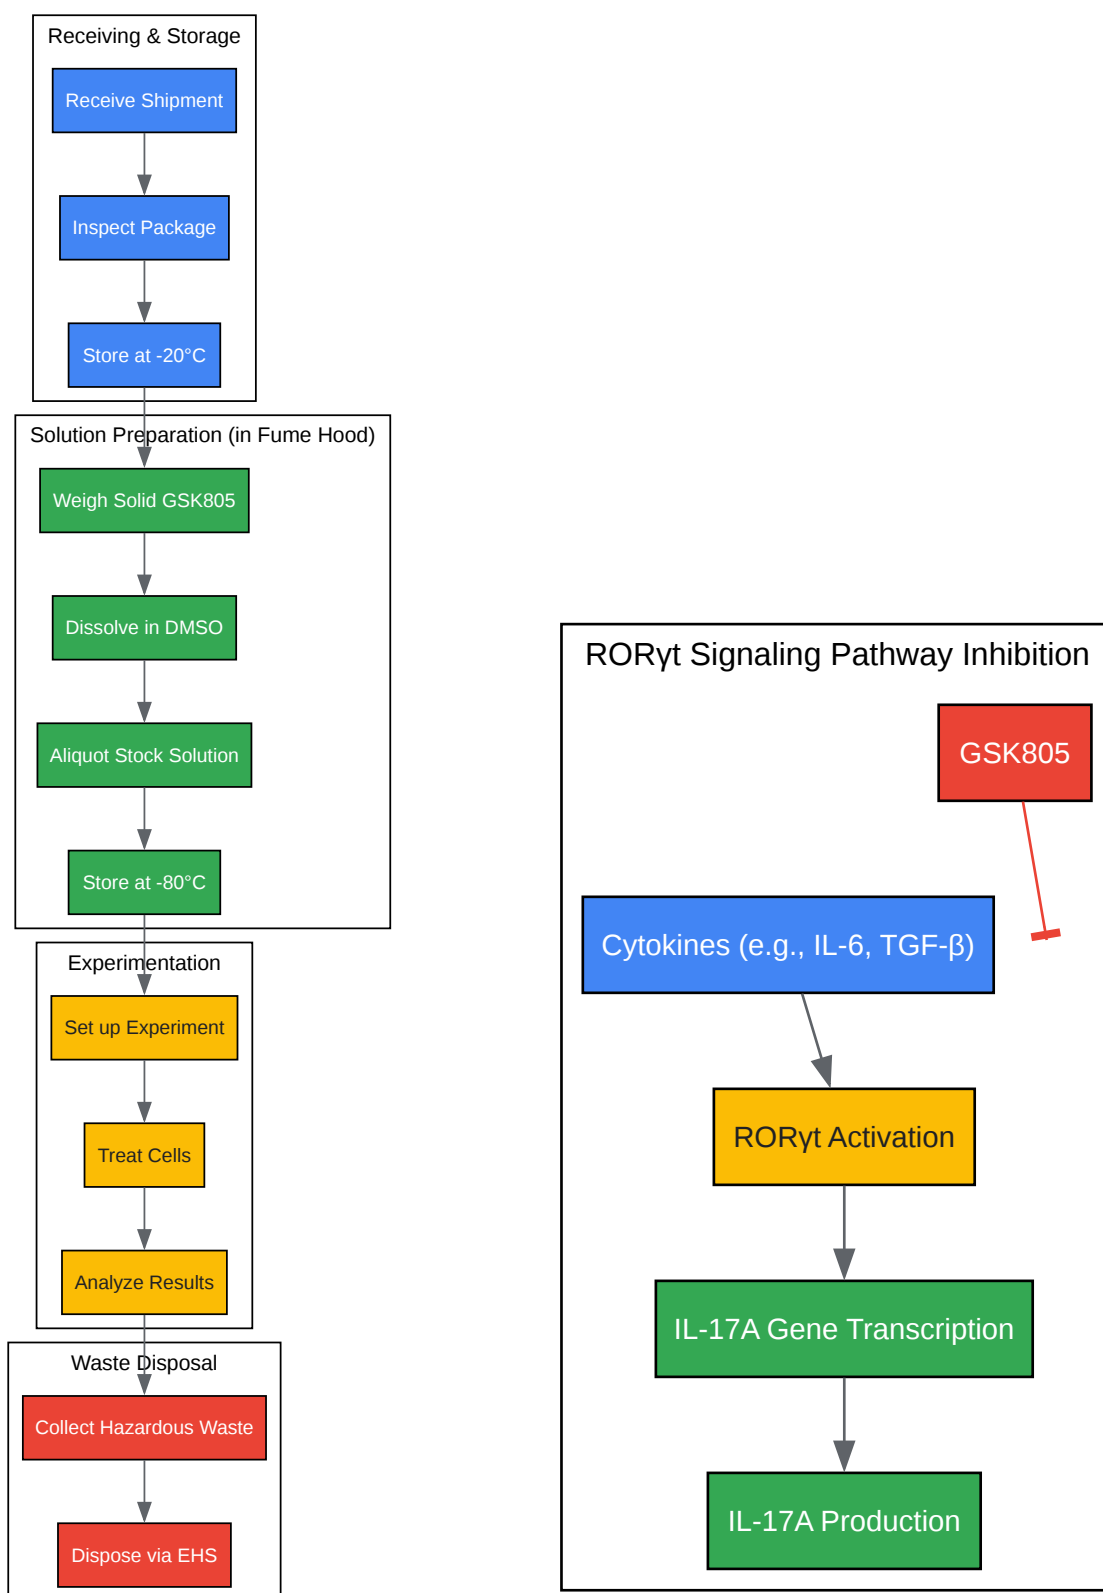 Receiving & Storage
Receive Shipment
Inspect Package
Store at -20°C
Solution Preparation (in Fume Hood)
Weigh Solid GSK805
Dissolve in DMSO
Aliquot Stock Solution
Store at -80°C
Experimentation
Set up Experiment
Treat Cells
Analyze Results
Waste Disposal
Collect Hazardous Waste
Dispose via EHS
RORγt Signaling Pathway Inhibition
GSK805
Cytokines (e.g., IL-6, TGF-β)
RORγt Activation
IL-17A Gene Transcription
IL-17A Production